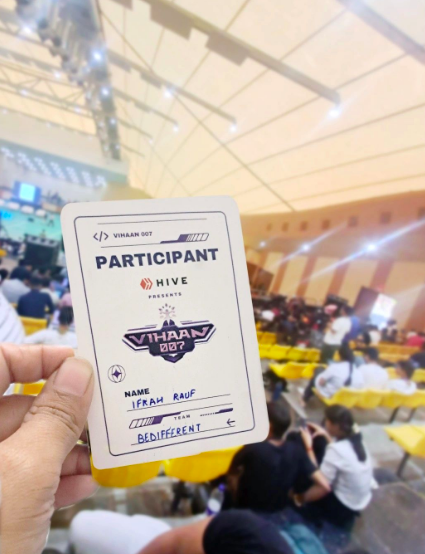 </> VIHAAN 007
PARTICIPANT
HIVE
PRESENTS
VIHAAN
007
NAME
IFRAH RAUF
TEAM
BEDIFFERENT